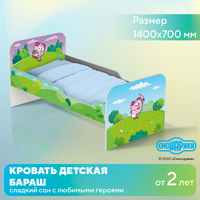 Размер
1400x700 мм
СМЕШАРИКИ
© ООО «Смешарики»
КРОВАТЬ ДЕТСКАЯ
БАРАШ
СЛАДКИЙ СОН С ЛЮБИМЫМИ ГЕРОЯМИ
от 2 лет